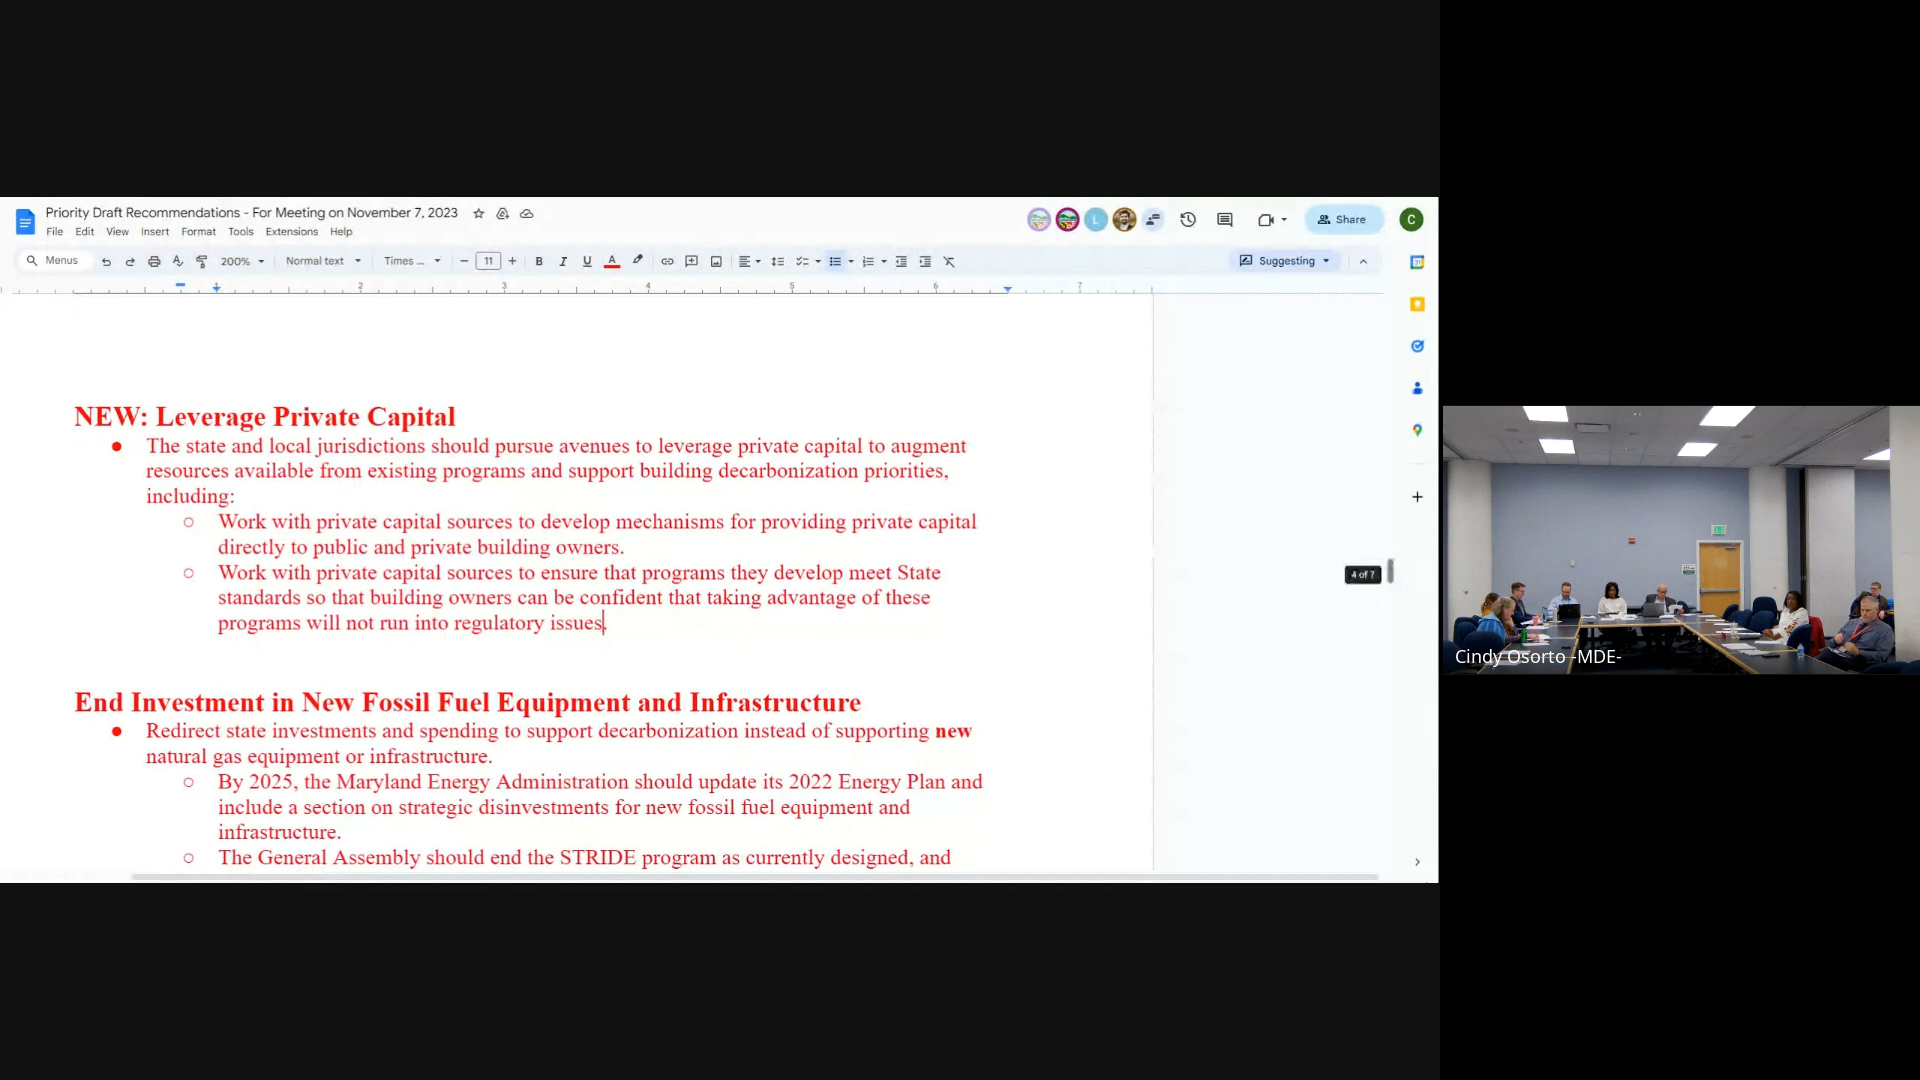 Priority Draft Recommendations - For Meeting on November 7, 2023
File Edit View Insert Format Tools Extensions Help
Share
C
L
Menus
200%
Normal text
Times ...
11
B I U A
Suggesting
2 3 4 5 6 7
NEW: Leverage Private Capital
● The state and local jurisdictions should pursue avenues to leverage private capital to augment
resources available from existing programs and support building decarbonization priorities,
including:
○ Work with private capital sources to develop mechanisms for providing private capital
directly to public and private building owners.
○ Work with private capital sources to ensure that programs they develop meet State
standards so that building owners can be confident that taking advantage of these
programs will not run into regulatory issues.
4 of 7
End Investment in New Fossil Fuel Equipment and Infrastructure
● Redirect state investments and spending to support decarbonization instead of supporting new
natural gas equipment or infrastructure.
○ By 2025, the Maryland Energy Administration should update its 2022 Energy Plan and
include a section on strategic disinvestments for new fossil fuel equipment and
infrastructure.
○ The General Assembly should end the STRIDE program as currently designed, and
Cindy Osorto -MDE-